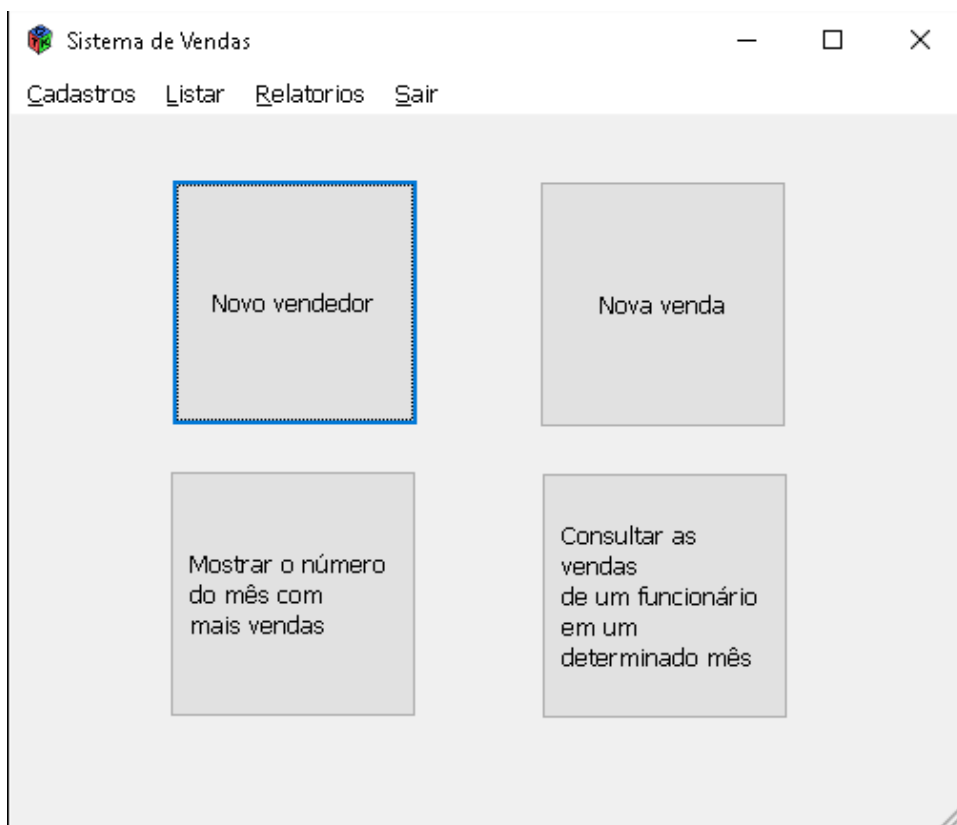 Sistema de Vendas
Cadastros Listar Relatorios Sair
Novo vendedor
Nova venda
Mostrar o número
do mês com
mais vendas
Consultar as
vendas
de um funcionário
em um
determinado mês